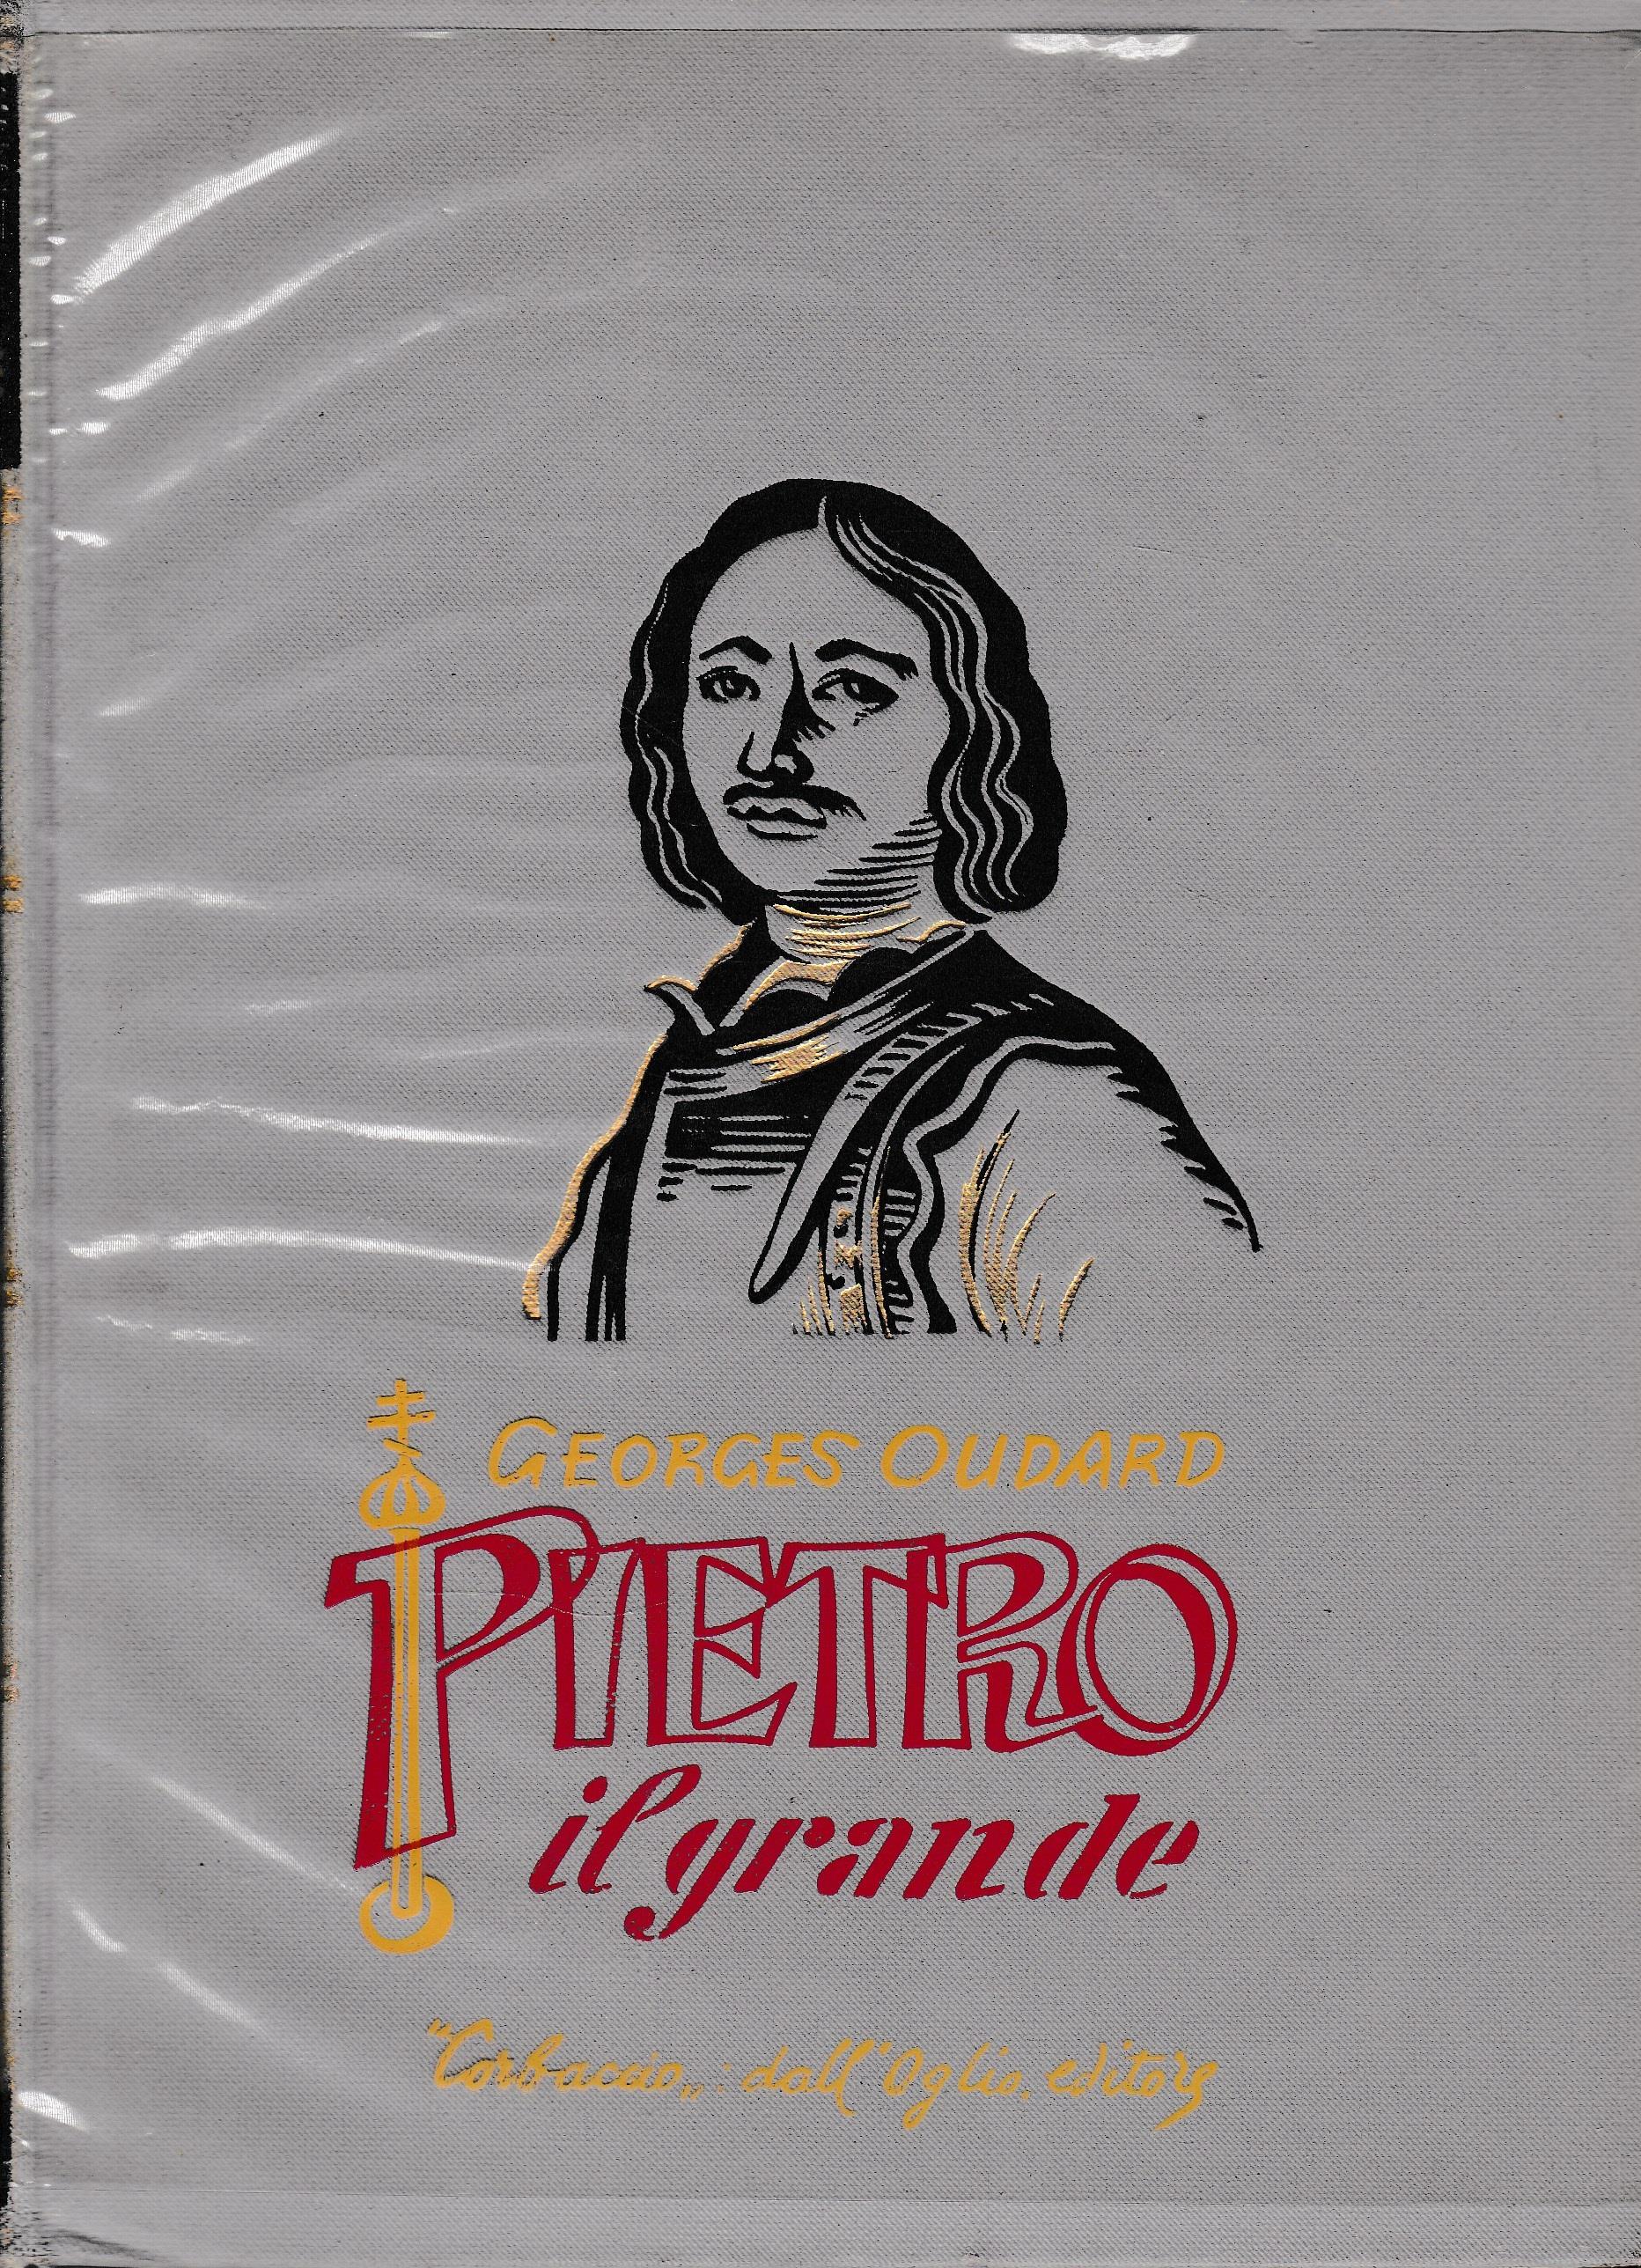 GEORGES OUDARD
PIETRO
il grande
"Corbaccio„: dall'Oglio, editore